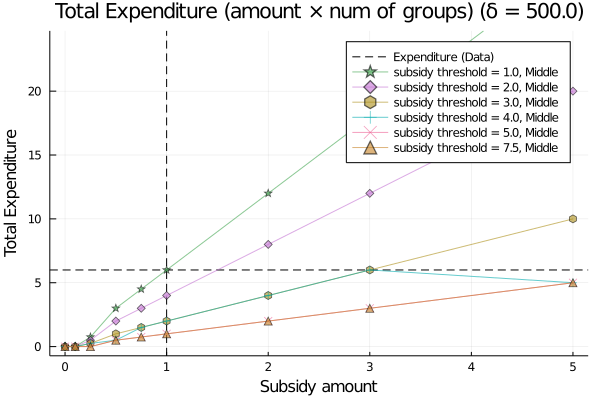 Total Expenditure (amount × num of groups) (δ = 500.0)
Total Expenditure
20
15
10
5
0
Expenditure (Data)
subsidy threshold = 1.0, Middle
subsidy threshold = 2.0, Middle
subsidy threshold = 3.0, Middle
subsidy threshold = 4.0, Middle
subsidy threshold = 5.0, Middle
subsidy threshold = 7.5, Middle
0 1 2 3 4 5
Subsidy amount